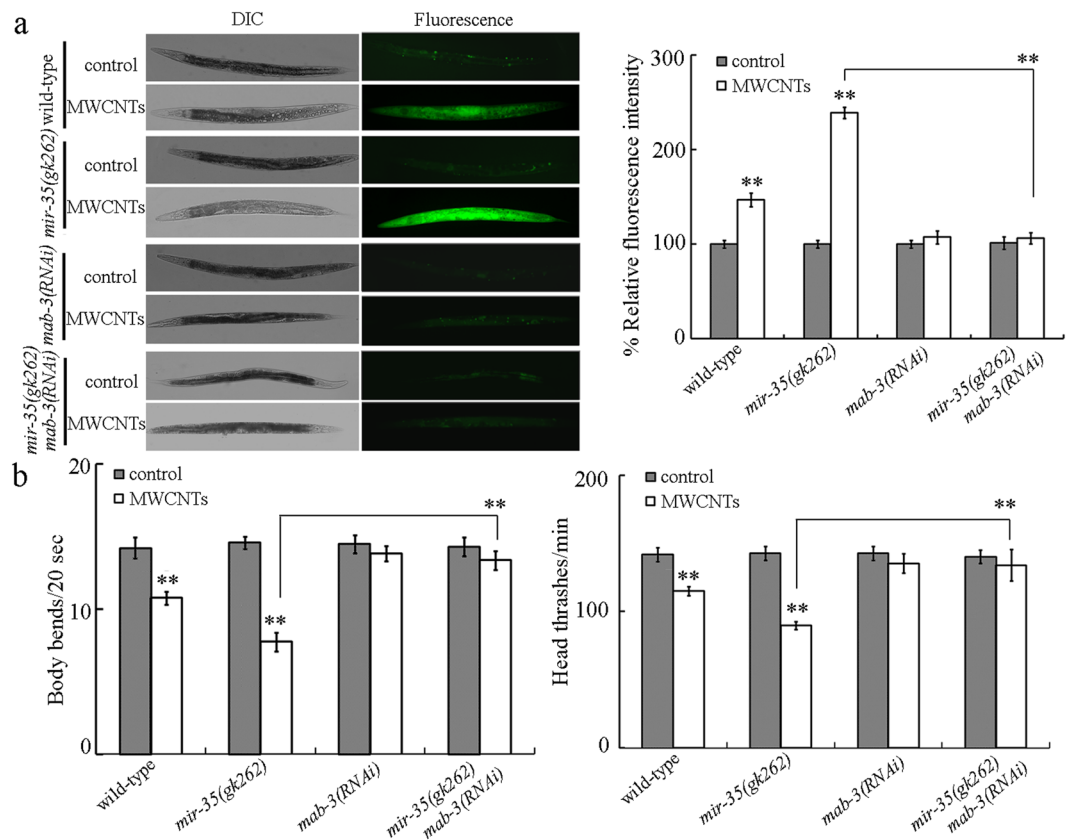 a
DIC
Fluorescence
wild-type
control
MWCNTs
mir-35(gk262)
control
MWCNTs
mab-3(RNAi)
control
MWCNTs
mir-35(gk262)
mab-3(RNAi)
control
MWCNTs
% Relative fluorescence intensity
300
200
100
0
control
MWCNTs
**
**
**
wild-type
mir-35(gk262)
mab-3(RNAi)
mir-35(gk262)
mab-3(RNAi)
b
Body bends/20 sec
20
10
0
control
MWCNTs
**
**
**
wild-type
mir-35(gk262)
mab-3(RNAi)
mir-35(gk262)
mab-3(RNAi)
Head thrashes/min
200
100
0
control
MWCNTs
**
**
**
wild-type
mir-35(gk262)
mab-3(RNAi)
mir-35(gk262)
mab-3(RNAi)